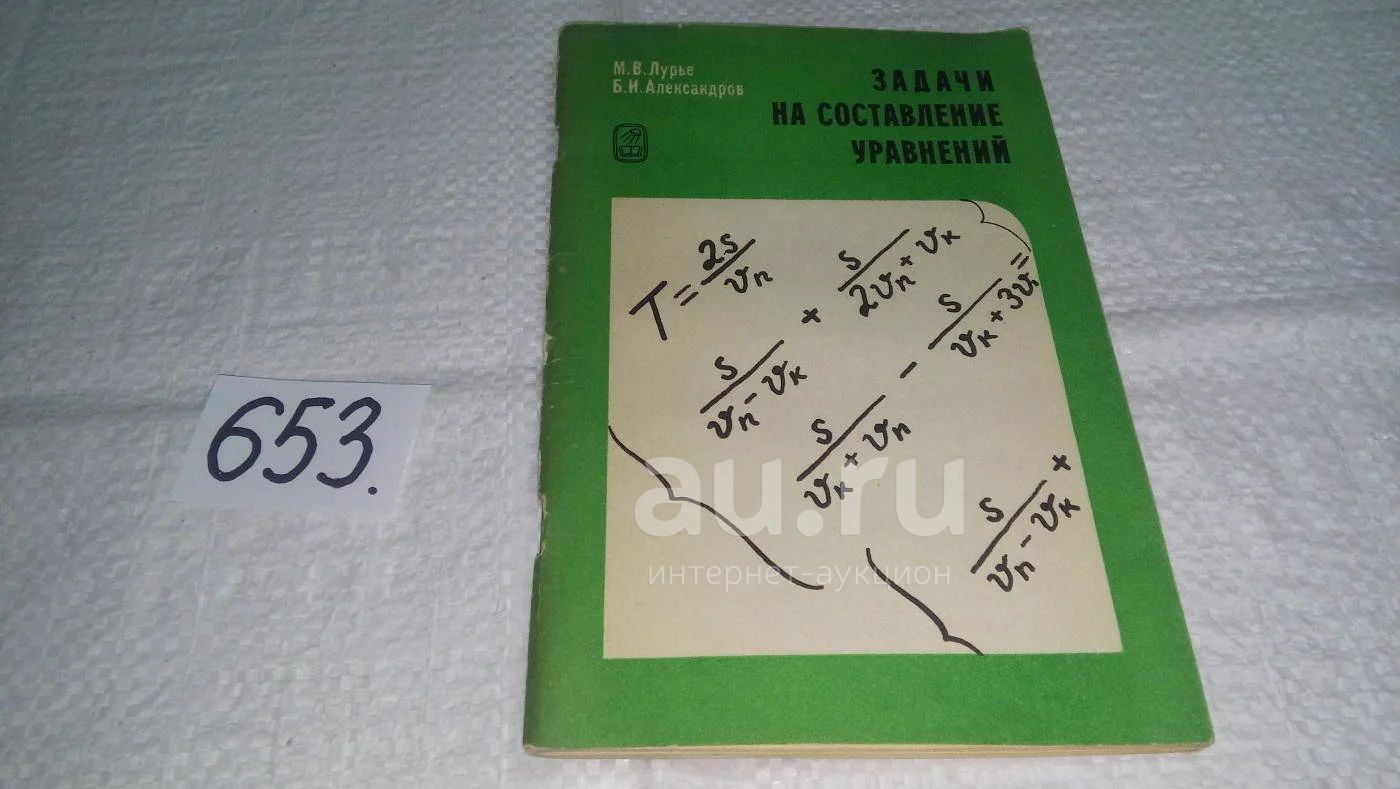 М.В.Лурье
Б.И.Александров
ЗАДАЧИ
НА СОСТАВЛЕНИЕ
УРАВНЕНИЙ
T = 2s/vп
s/(vп - vк) + s/(2vп + vк)
s/(vк + vп) - s/(vк + 3vп) =
s/(vп - vк) +
653.
au.ru
интернет-аукцион